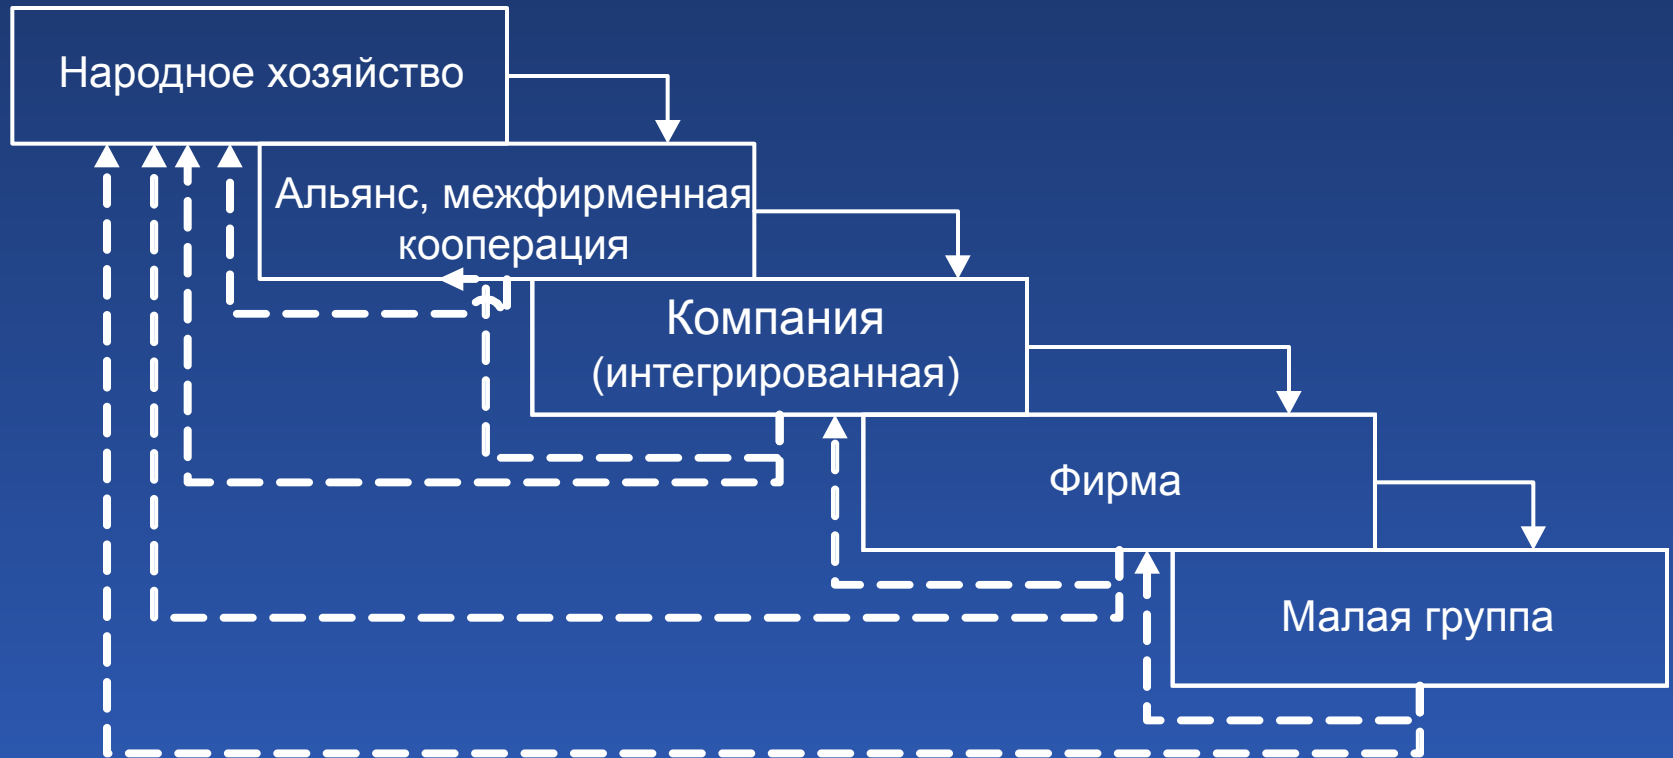 Народное хозяйство
Альянс, межфирменная
кооперация
Компания
(интегрированная)
Фирма
Малая группа